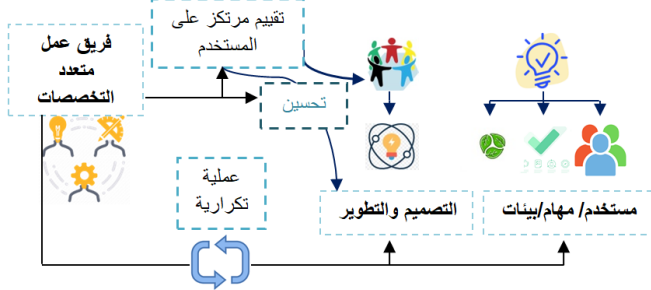 فريق عمل
متعدد
التخصصات
تقييم مرتكز على
المستخدم
تحسين
عملية
تكرارية
التصميم والتطوير
مستخدم/ مهام/بيئات